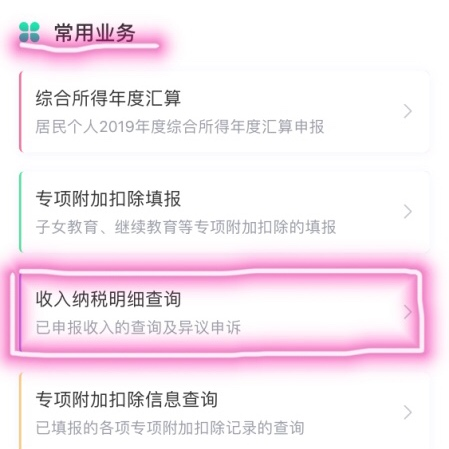 常用业务
综合所得年度汇算
居民个人2019年度综合所得年度汇算申报
专项附加扣除填报
子女教育、继续教育等专项附加扣除的填报
收入纳税明细查询
已申报收入的查询及异议申诉
专项附加扣除信息查询
已填报的各项专项附加扣除记录的查询